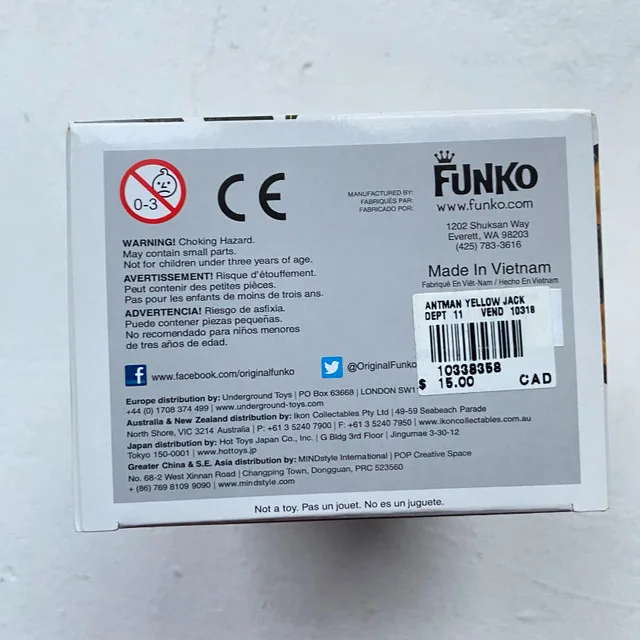 0-3
CE
MANUFACTURED BY:
FABRIQUÉS PAR:
FABRICADO POR:
FUNKO
www.funko.com
1202 Shuksan Way
Everett, WA 98203
(425) 783-3616
Made In Vietnam
Fabriqué En Viêt-Nam / Hecho En Vietnam
WARNING! Choking Hazard.
May contain small parts.
Not for children under three years of age.
AVERTISSEMENT! Risque d'étouffement.
Peut contenir des petites pièces.
Pas pour les enfants de moins de trois ans.
ADVERTENCIA! Riesgo de asfixia.
Puede contener piezas pequeñas.
No recomendado para niños menores
de tres años de edad.
ANTMAN YELLOW JACK
DEPT 11 VEND 10318
10338358
$ 15.00 CAD
www.facebook.com/originalfunko
@OriginalFunko
Europe distribution by: Underground Toys | PO Box 63668 | LONDON SW1
+44 (0) 1708 374 499 | www.underground-toys.com
Australia & New Zealand distribution by: Ikon Collectables Pty Ltd | 49-59 Seabeach Parade
North Shore, VIC 3214 Australia | P: +61 3 5240 7900 | F: +61 3 5240 7950 | www.ikoncollectables.com.au
Japan distribution by: Hot Toys Japan Co., Inc. | G Bldg 3rd Floor | Jingumae 3-30-12
Tokyo 150-0001 | www.hottoys.jp
Greater China & S.E. Asia distribution by: MINDstyle International | POP Creative Space
No. 68-2 West Xinnan Road | Changping Town, Dongguan, PRC 523560
+ (86) 769 8109 9090 | www.mindstyle.com
Not a toy. Pas un jouet. No es un juguete.